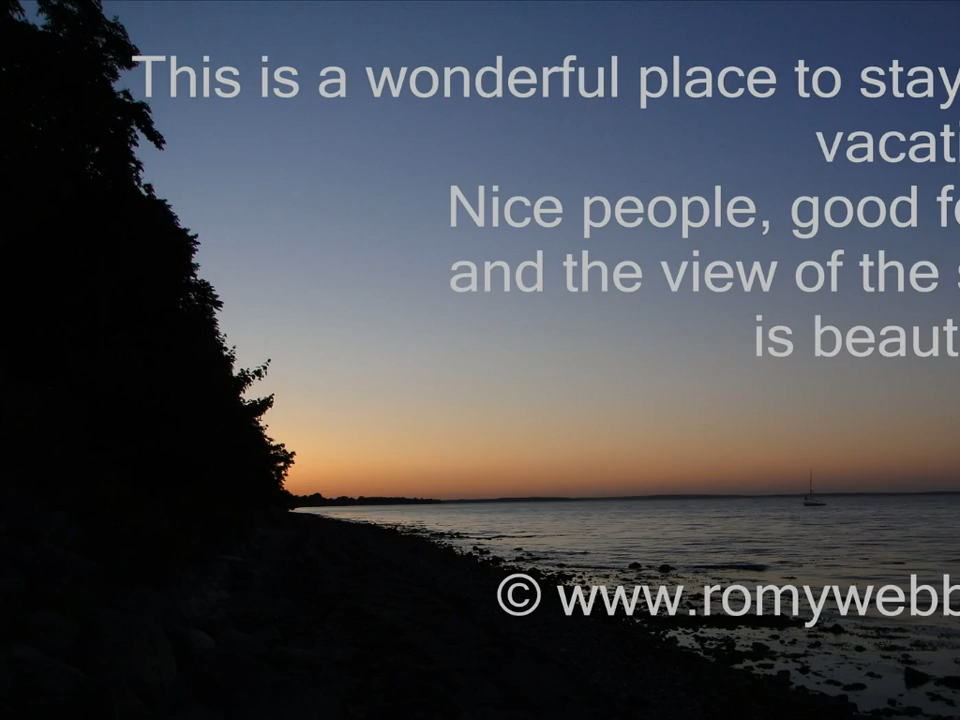 This is a wonderful place to stay
vacati
Nice people, good
and the view of the
is beaut
© www.romywebb